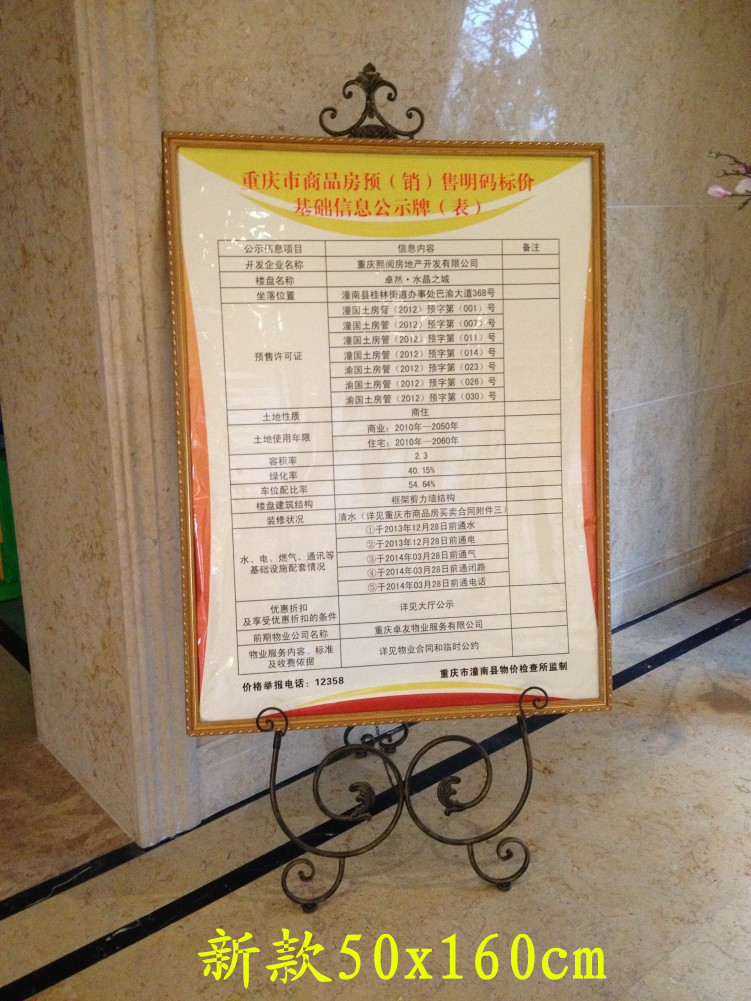 重庆市商品房预（销）售明码标价
基础信息公示牌（表）
公示信息项目 信息内容 备注
开发企业名称 重庆熙阅房地产开发有限公司
楼盘名称 卓然·水晶之城
坐落位置 潼南县桂林街道办事处巴渝大道368号
预售许可证 潼国土房管（2012）预字第（001）号
潼国土房管（2012）预字第（007）号
潼国土房管（2012）预字第（011）号
潼国土房管（2012）预字第（014）号
渝国土房管（2012）预字第（023）号
渝国土房管（2012）预字第（026）号
渝国土房管（2012）预字第（030）号
土地性质 商住
土地使用年限 商业：2010年—2050年
住宅：2010年—2060年
容积率 2.3
绿化率 40.15%
车位配比率 54.64%
楼盘建筑结构 框架剪力墙结构
装修状况 清水（详见重庆市商品房买卖合同附件三）
水、电、燃气、通讯等
基础设施配套情况
①于2013年12月28日前通水
②于2013年12月28日前通电
③于2014年03月28日前通气
④于2014年03月28日前通闭路
⑤于2014年03月28日前通电话
优惠折扣
及享受优惠折扣的条件 详见大厅公示
前期物业公司名称 重庆卓友物业服务有限公司
物业服务内容、标准
及收费依据 详见物业合同和临时公约
价格举报电话：12358 重庆市潼南县物价检查所监制
新款50x160cm